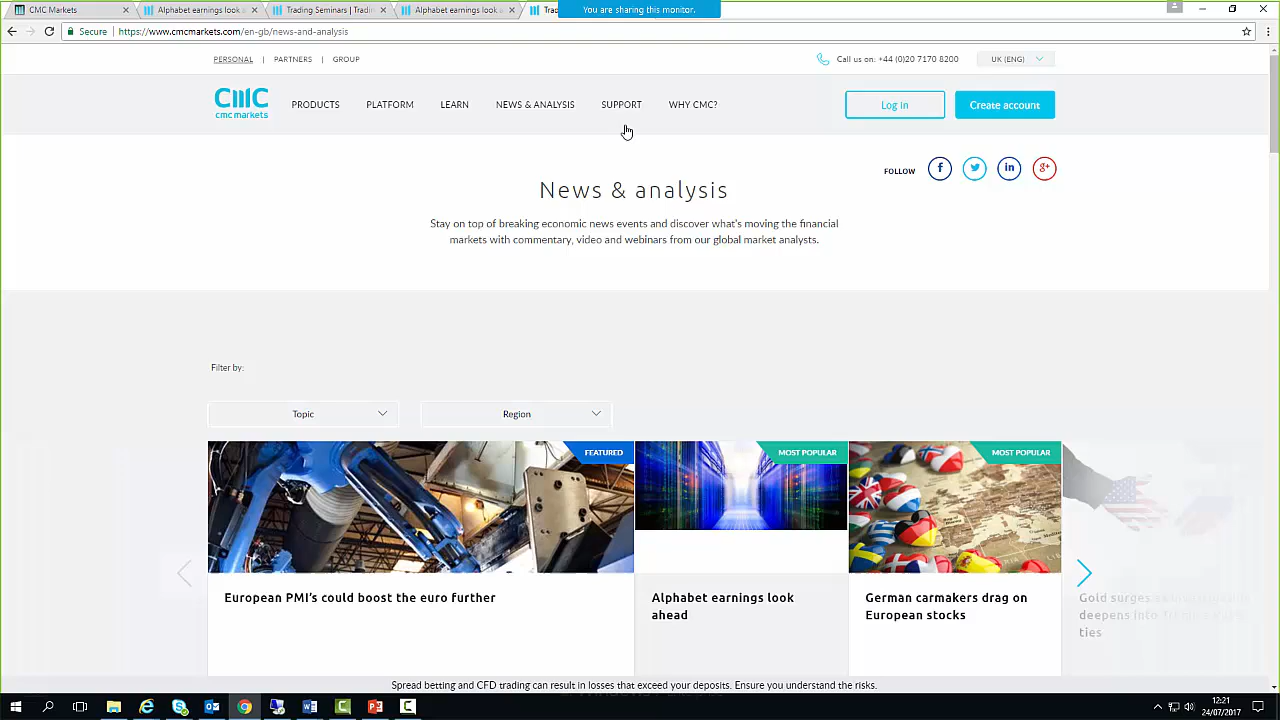 CMC Markets
Alphabet earnings look a
Trading Seminars | Tradin
Alphabet earnings look a
Trad
You are sharing this monitor.
Secure
https://www.cmcmarkets.com/en-gb/news-and-analysis
PERSONAL | PARTNERS | GROUP
Call us on: +44 (0)20 7170 8200
UK (ENG)
cmc markets
PRODUCTS
PLATFORM
LEARN
NEWS & ANALYSIS
SUPPORT
WHY CMC?
Log in
Create account
FOLLOW
f
in
g+
News & analysis
Stay on top of breaking economic news events and discover what's moving the financial
markets with commentary, video and webinars from our global market analysts.
Filter by:
Topic
Region
FEATURED
MOST POPULAR
MOST POPULAR
European PMI's could boost the euro further
Alphabet earnings look
ahead
German carmakers drag on
European stocks
Gold surges as
deepens into
ties
Spread betting and CFD trading can result in losses that exceed your deposits. Ensure you understand the risks.
12:21
24/07/2017